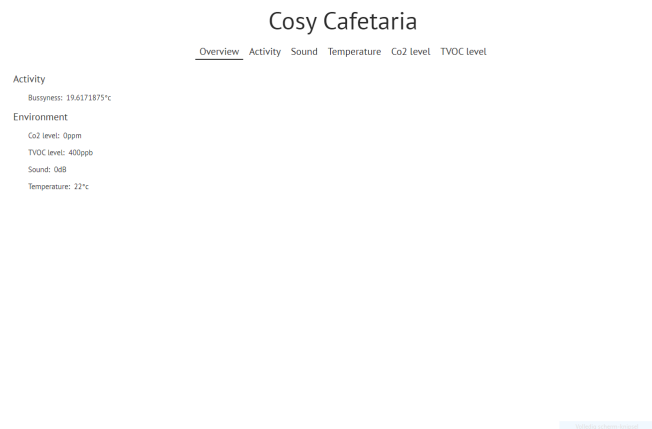 Cosy Cafetaria
Overview Activity Sound Temperature Co2 level TVOC level
Activity
Bussyness: 19.6171875°c
Environment
Co2 level: 0ppm
TVOC level: 400ppb
Sound: 0dB
Temperature: 22°c